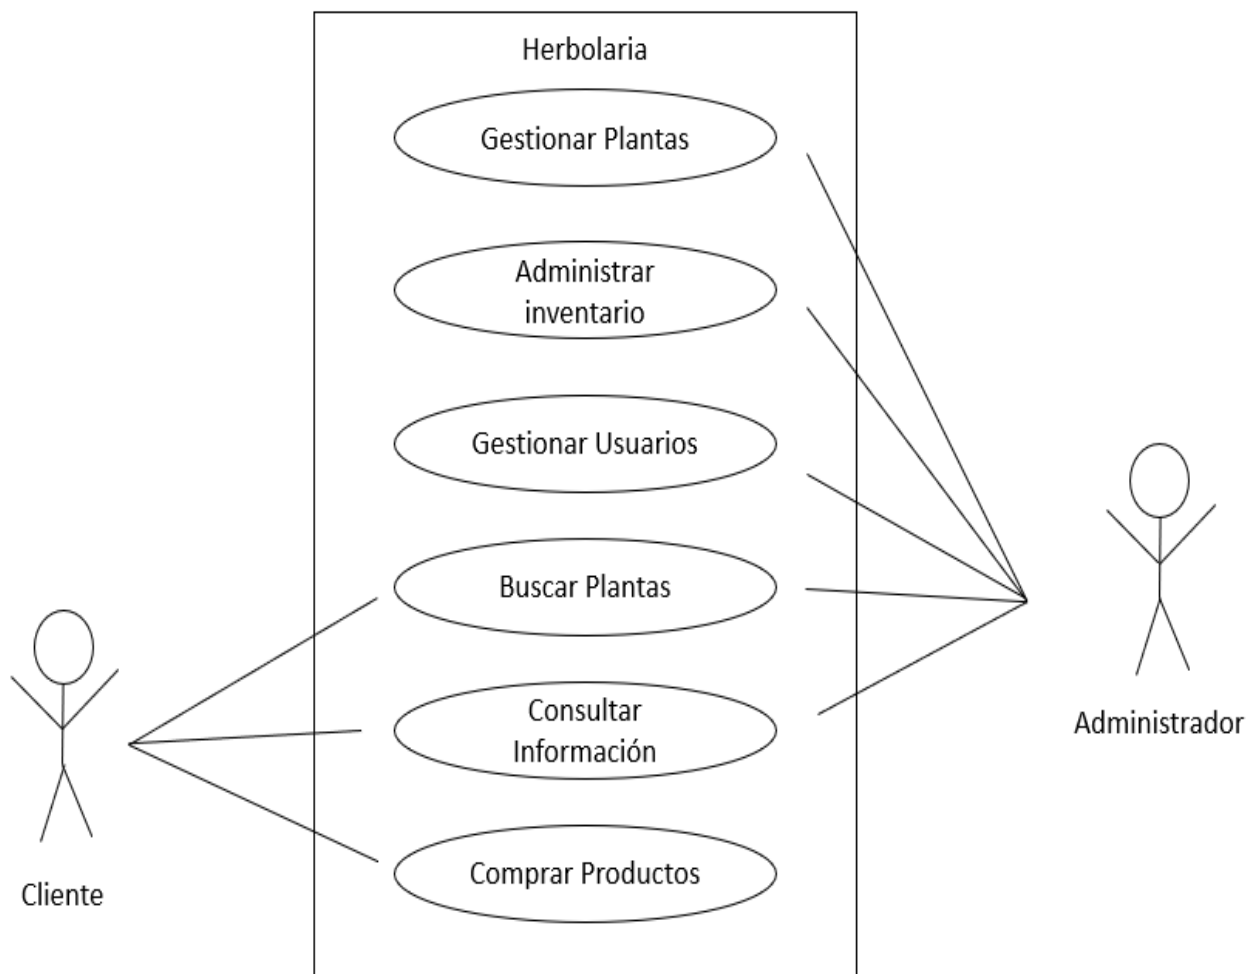 Herbolaria
Gestionar Plantas
Administrar
inventario
Gestionar Usuarios
Buscar Plantas
Consultar
Información
Comprar Productos
Cliente
Administrador